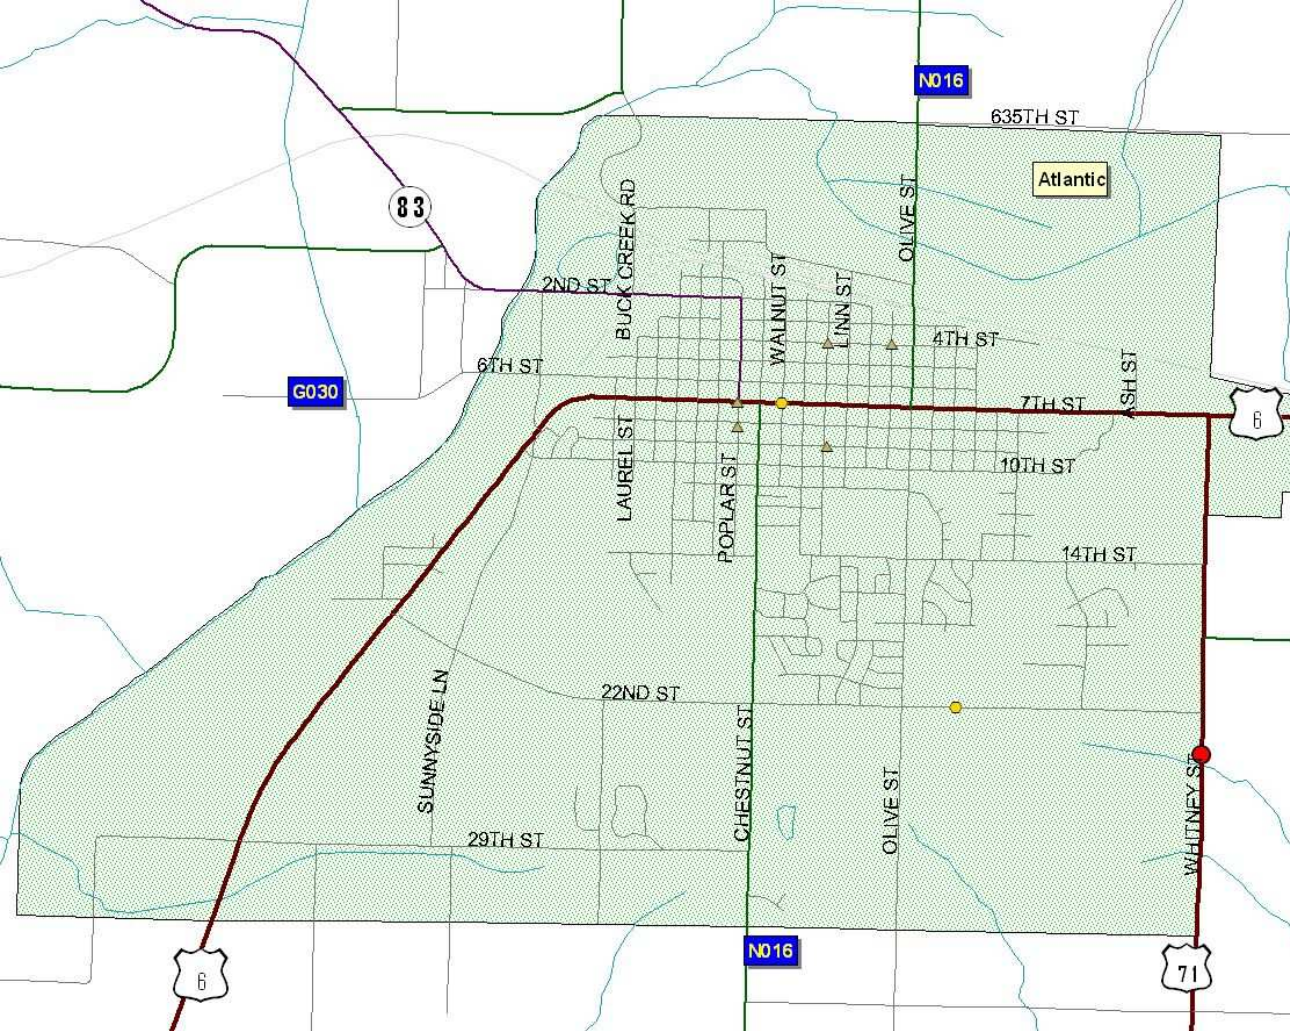 N016
635TH ST
Atlantic
83
BUCK CREEK RD
OLIVE ST
2ND ST
WALNUT ST
LINN ST
4TH ST
6TH ST
G030
ASH ST
7TH ST
6
LAUREL ST
POPLAR ST
10TH ST
14TH ST
22ND ST
SUNNYSIDE LN
CHESTNUT ST
OLIVE ST
WHITNEY ST
29TH ST
N016
6
71